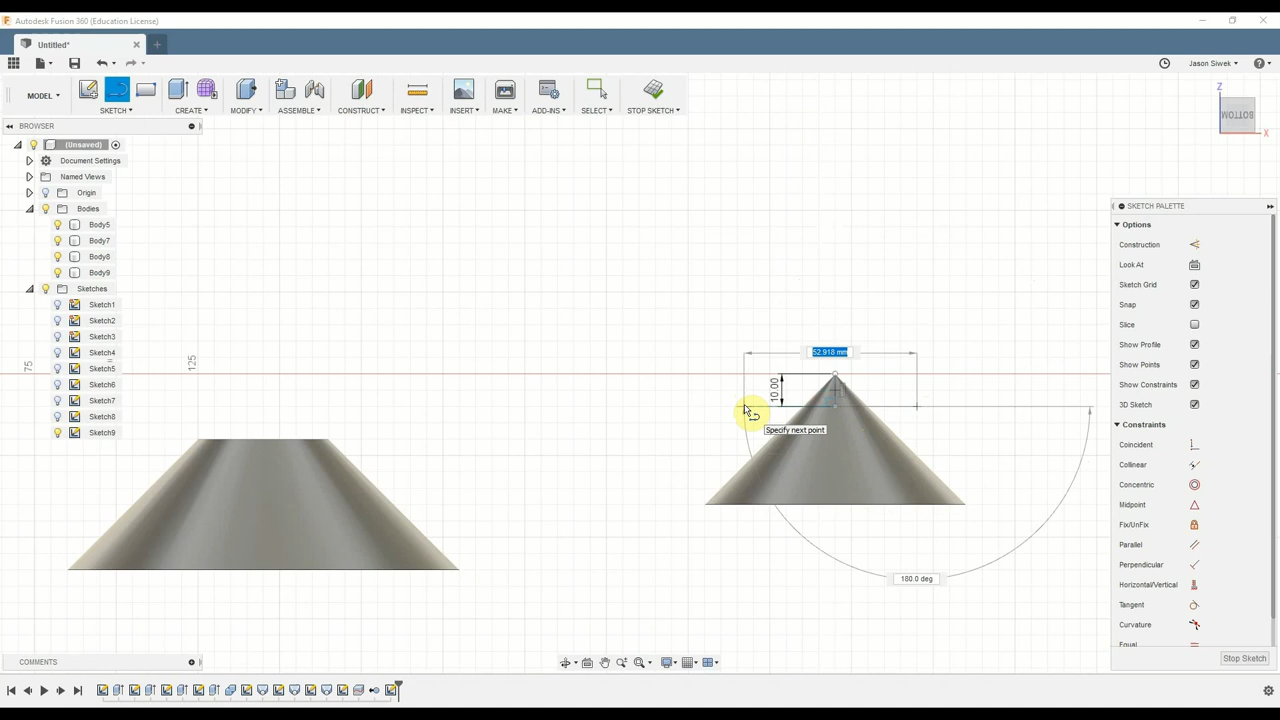 Autodesk Fusion 360 (Education License)
Untitled*
Jason Siwek
MODEL
SKETCH
CREATE
MODIFY
ASSEMBLE
CONSTRUCT
INSPECT
INSERT
MAKE
ADD-INS
SELECT
STOP SKETCH
BROWSER
(Unsaved)
Document Settings
Named Views
Origin
Bodies
Body5
Body7
Body8
Body9
Sketches
Sketch1
Sketch2
Sketch3
Sketch4
Sketch5
Sketch6
Sketch7
Sketch8
Sketch9
75
125
Z
BOTTOM
X
52.918 mm
10.00
Specify next point
180.0 deg
SKETCH PALETTE
Options
Construction
Look At
Sketch Grid
Snap
Slice
Show Profile
Show Points
Show Constraints
3D Sketch
Constraints
Coincident
Collinear
Concentric
Midpoint
Fix/UnFix
Parallel
Perpendicular
Horizontal/Vertical
Tangent
Curvature
Equal
Stop Sketch
COMMENTS